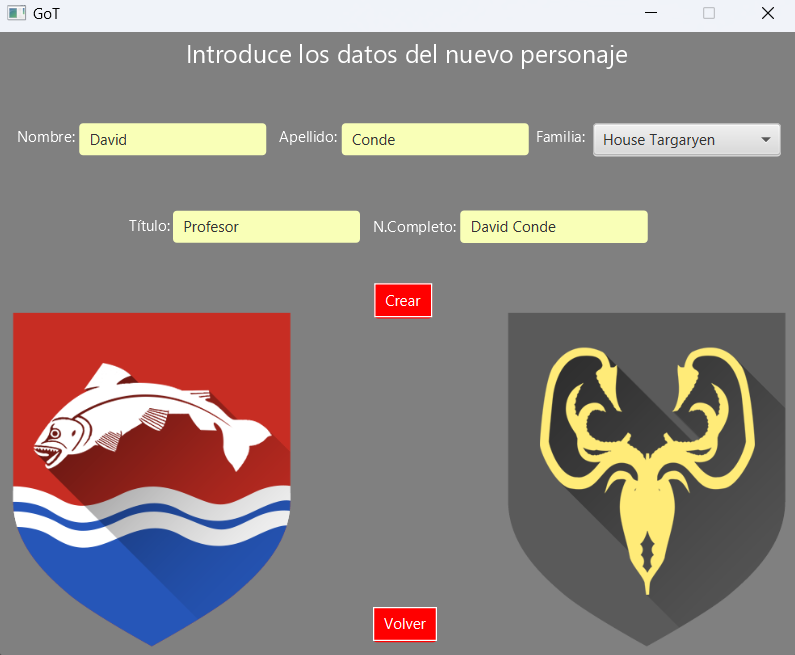 GoT
Introduce los datos del nuevo personaje
Nombre: David Apellido: Conde Familia: House Targaryen
Título: Profesor N.Completo: David Conde
Crear
Volver